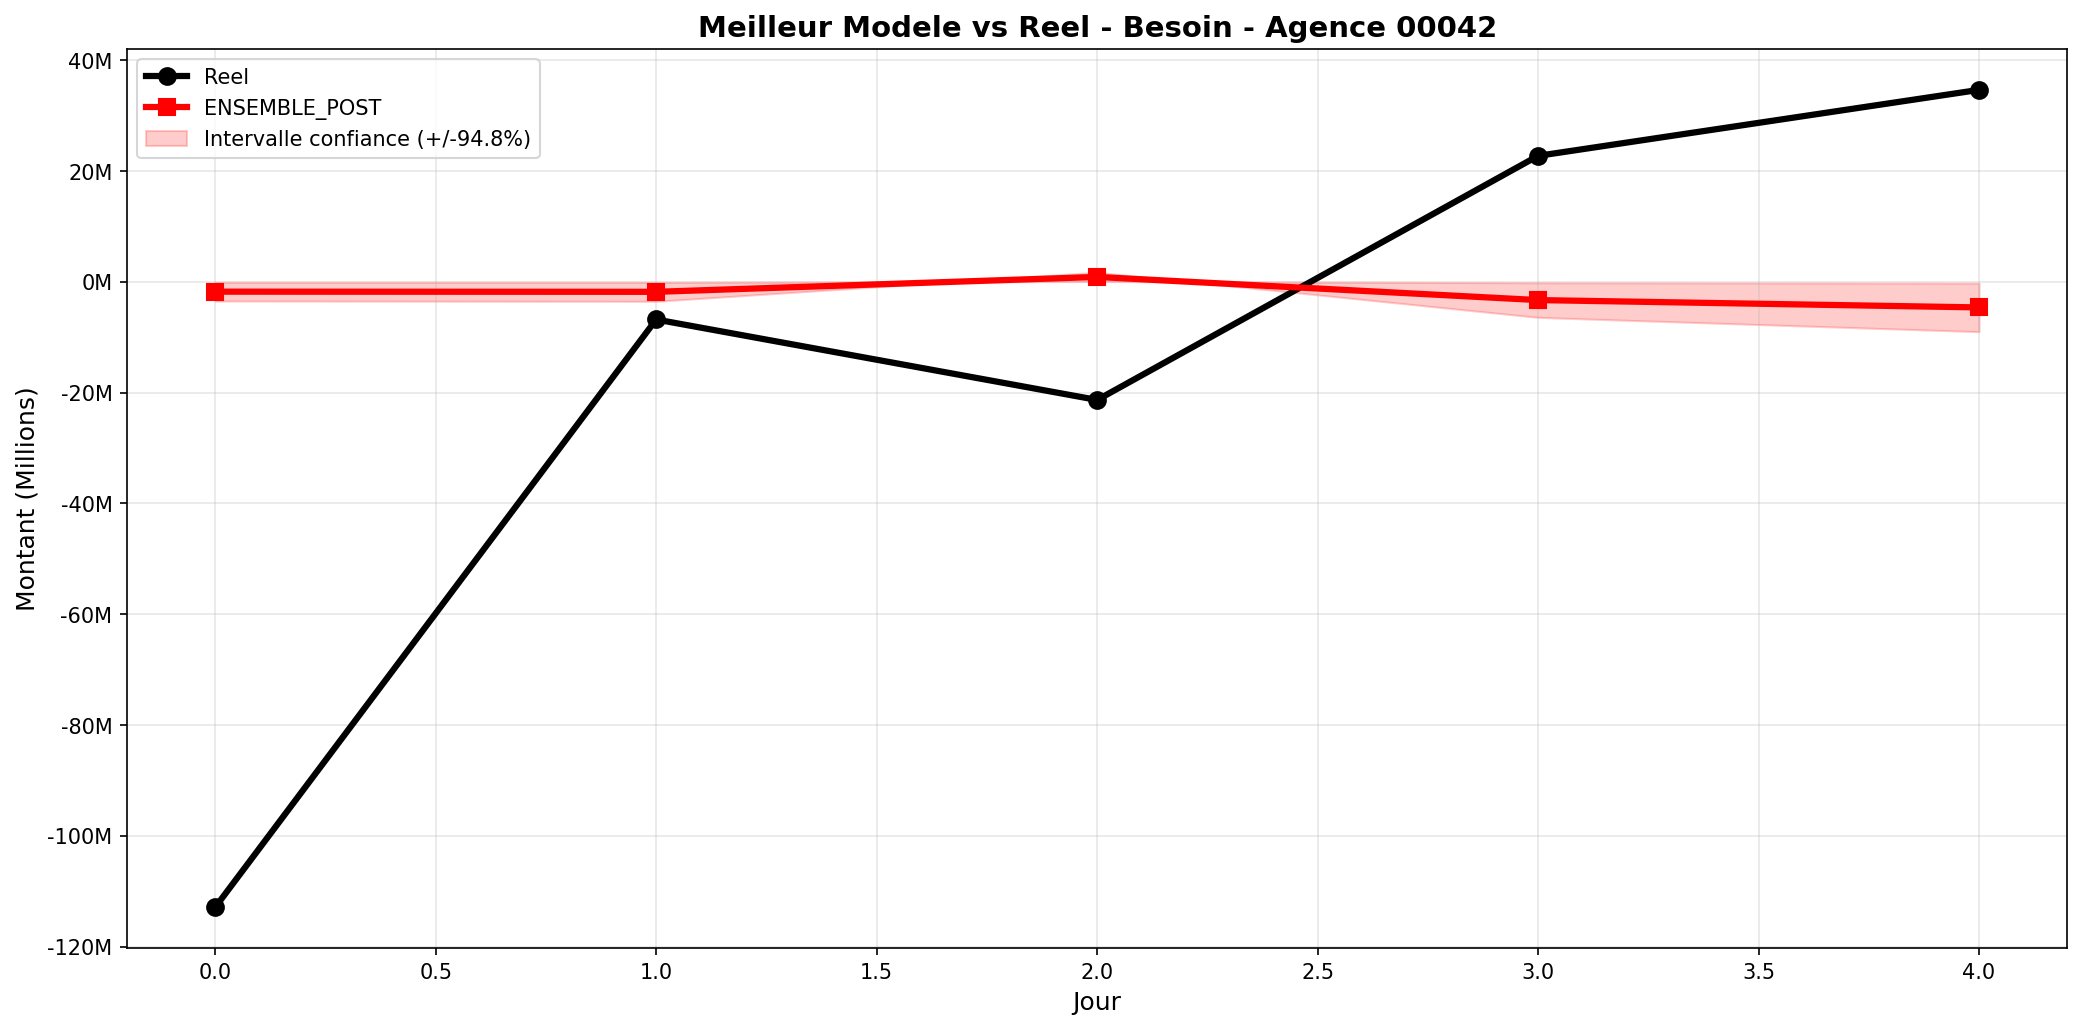 Meilleur Modele vs Reel - Besoin - Agence 00042
Reel
ENSEMBLE_POST
Intervalle confiance (+/-94.8%)
Montant (Millions)
40M
20M
0M
-20M
-40M
-60M
-80M
-100M
-120M
0.0 0.5 1.0 1.5 2.0 2.5 3.0 3.5 4.0
Jour